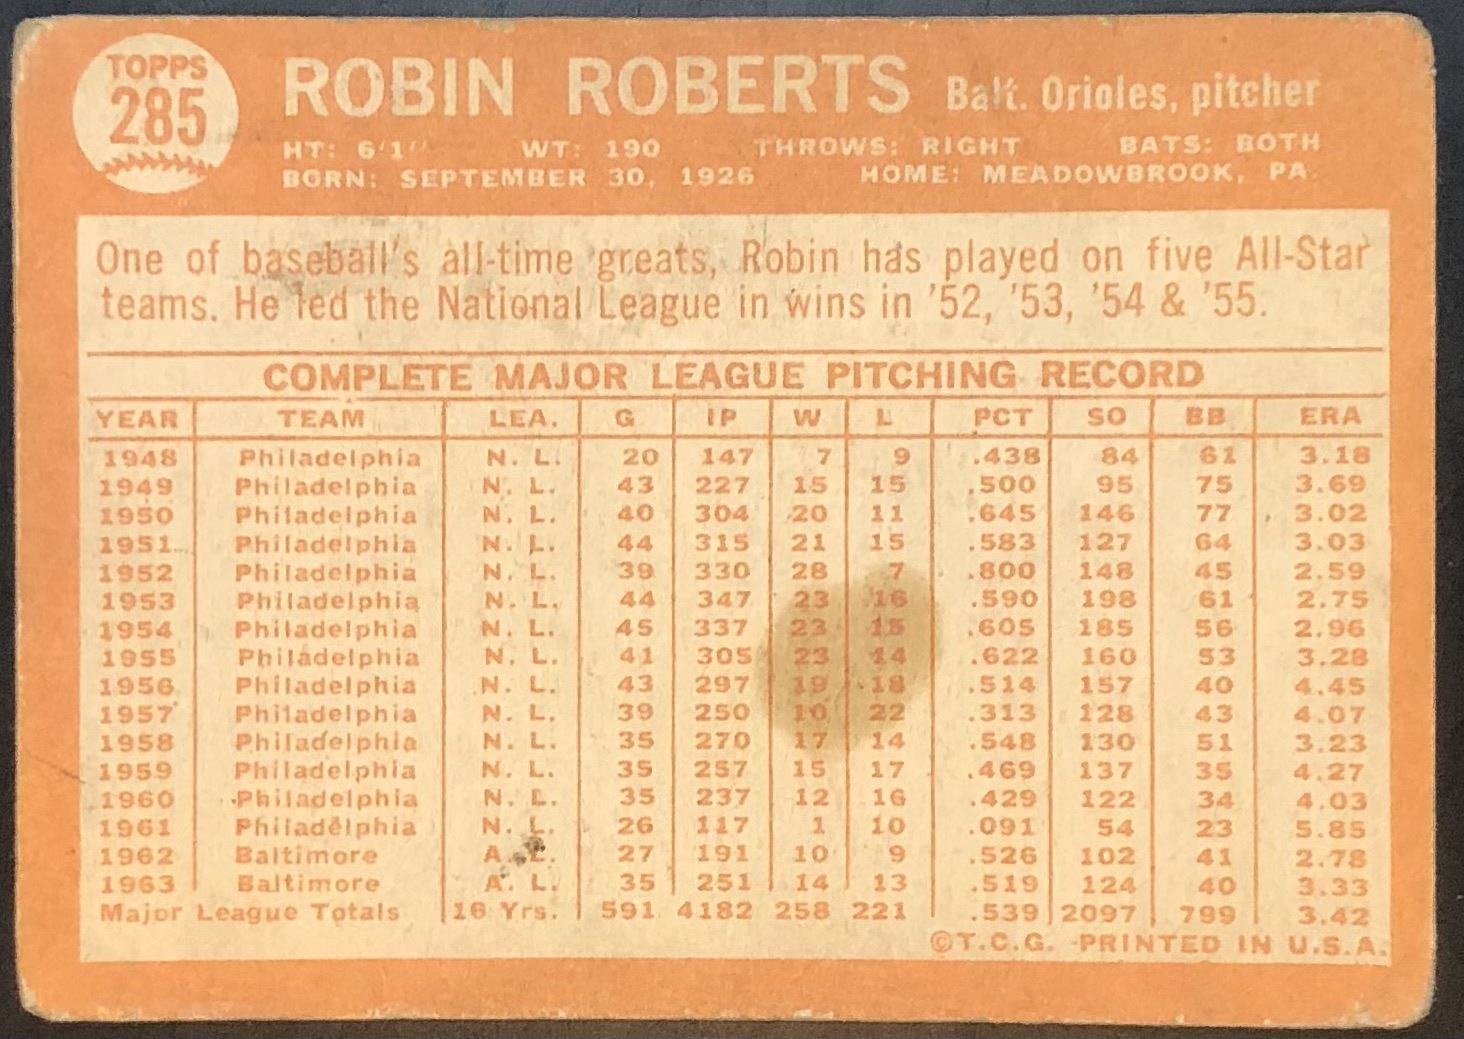 TOPPS
285
ROBIN ROBERTS Balt. Orioles, pitcher
HT: 6'1" WT: 190 THROWS: RIGHT BATS: BOTH
BORN: SEPTEMBER 30, 1926 HOME: MEADOWBROOK, PA.
One of baseball's all-time greats, Robin has played on five All-Star
teams. He led the National League in wins in '52, '53, '54 & '55.
COMPLETE MAJOR LEAGUE PITCHING RECORD
YEAR TEAM LEA. G IP W L PCT SO BB ERA
1948 Philadelphia N. L. 20 147 7 9 .438 84 61 3.18
1949 Philadelphia N. L. 43 227 15 15 .500 95 75 3.69
1950 Philadelphia N. L. 40 304 20 11 .645 146 77 3.02
1951 Philadelphia N. L. 44 315 21 15 .583 127 64 3.03
1952 Philadelphia N. L. 39 330 28 7 .800 148 45 2.59
1953 Philadelphia N. L. 44 347 23 16 .590 198 61 2.75
1954 Philadelphia N. L. 45 337 23 15 .605 185 56 2.96
1955 Philadelphia N. L. 41 305 23 14 .622 160 53 3.28
1956 Philadelphia N. L. 43 297 19 18 .514 157 40 4.45
1957 Philadelphia N. L. 39 250 10 22 .313 128 43 4.07
1958 Philadelphia N. L. 35 270 17 14 .548 130 51 3.23
1959 Philadelphia N. L. 35 257 15 17 .469 137 35 4.27
1960 Philadelphia N. L. 35 237 12 16 .429 122 34 4.03
1961 Philadelphia N. L. 26 117 1 10 .091 54 23 5.85
1962 Baltimore A. L. 27 191 10 9 .526 102 41 2.78
1963 Baltimore A. L. 35 251 14 13 .519 124 40 3.33
Major League Totals 16 Yrs. 591 4182 258 221 .539 2097 799 3.42
©T.C.G. PRINTED IN U.S.A.